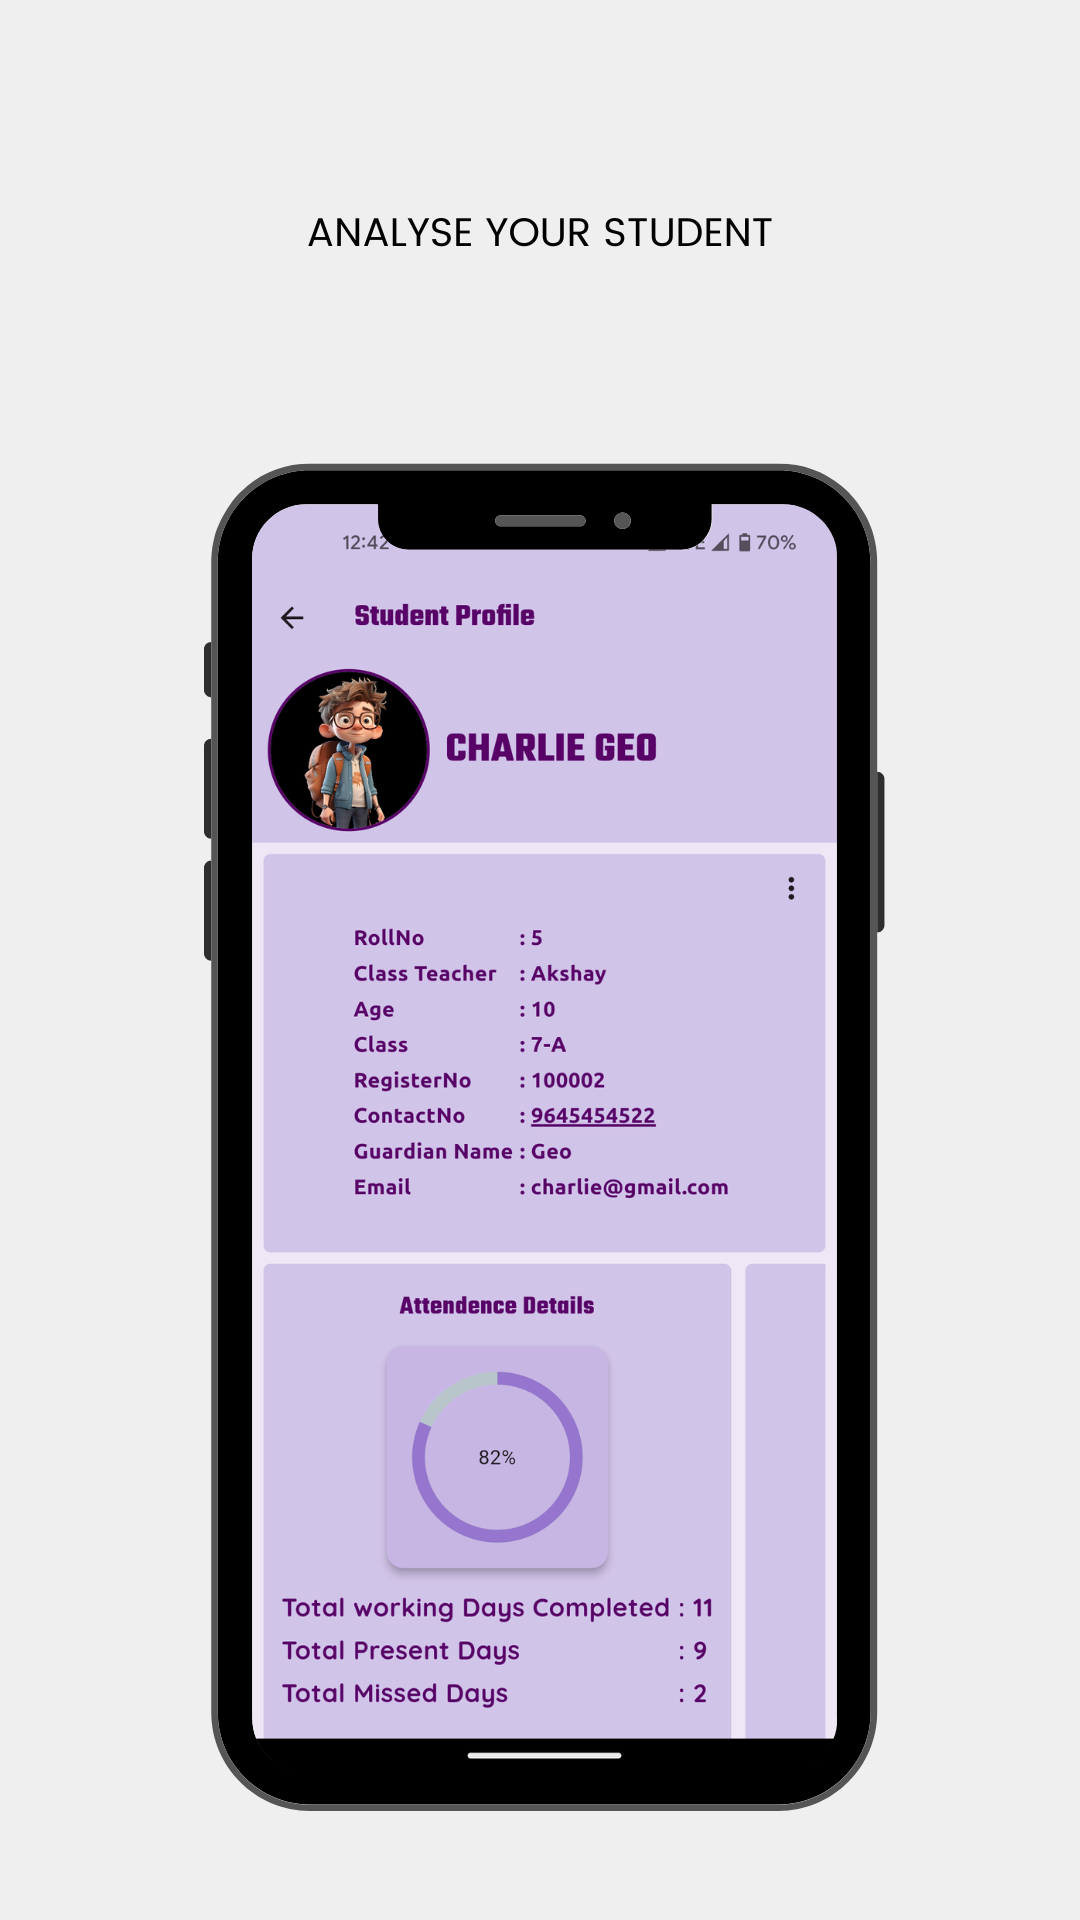 ANALYSE YOUR STUDENT
12:42 70%
Student Profile
CHARLIE GEO
RollNo : 5
Class Teacher : Akshay
Age : 10
Class : 7-A
RegisterNo : 100002
ContactNo : 9645454522
Guardian Name : Geo
Email : charlie@gmail.com
Attendence Details
82%
Total working Days Completed : 11
Total Present Days : 9
Total Missed Days : 2